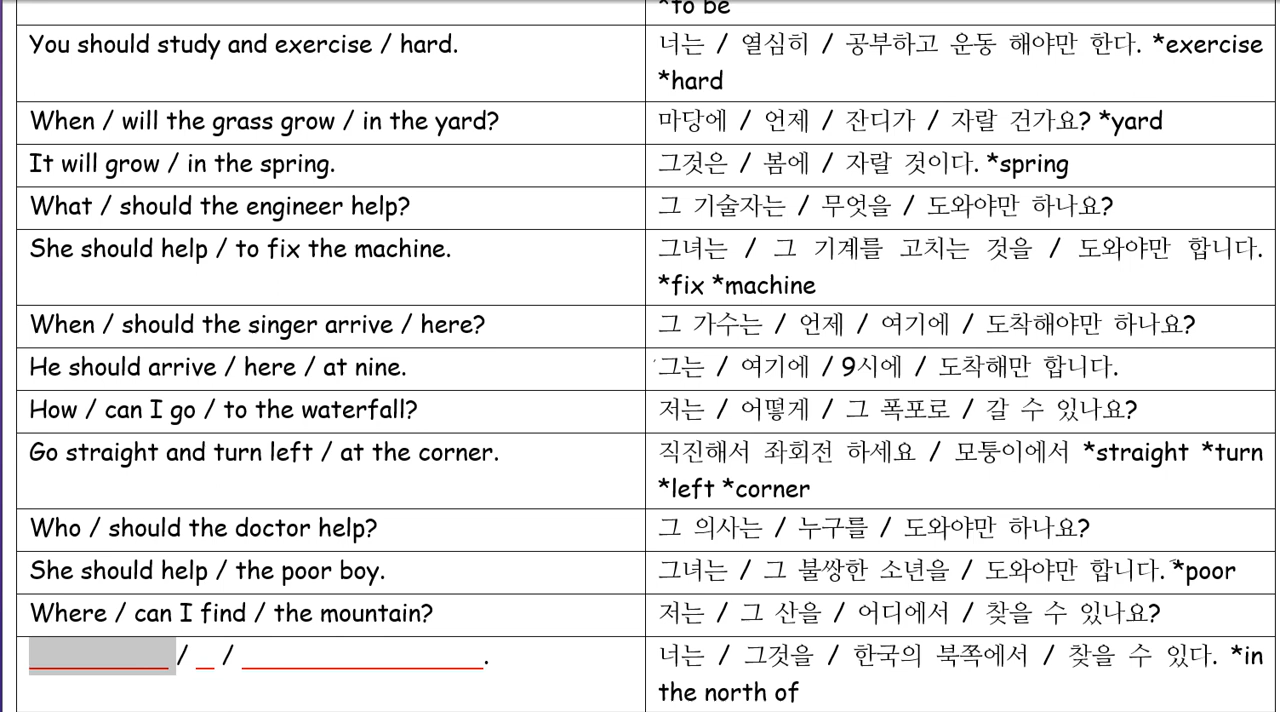 *to be
You should study and exercise / hard.
너는 / 열심히 / 공부하고 운동 해야만 한다. *exercise
*hard
When / will the grass grow / in the yard?
마당에 / 언제 / 잔디가 / 자랄 건가요? *yard
It will grow / in the spring.
그것은 / 봄에 / 자랄 것이다. *spring
What / should the engineer help?
그 기술자는 / 무엇을 / 도와야만 하나요?
She should help / to fix the machine.
그녀는 / 그 기계를 고치는 것을 / 도와야만 합니다.
*fix *machine
When / should the singer arrive / here?
그 가수는 / 언제 / 여기에 / 도착해야만 하나요?
He should arrive / here / at nine.
그는 / 여기에 / 9시에 / 도착해만 합니다.
How / can I go / to the waterfall?
저는 / 어떻게 / 그 폭포로 / 갈 수 있나요?
Go straight and turn left / at the corner.
직진해서 좌회전 하세요 / 모퉁이에서 *straight *turn
*left *corner
Who / should the doctor help?
그 의사는 / 누구를 / 도와야만 하나요?
She should help / the poor boy.
그녀는 / 그 불쌍한 소년을 / 도와야만 합니다. *poor
Where / can I find / the mountain?
저는 / 그 산을 / 어디에서 / 찾을 수 있나요?
__________ / _ / _________________.
너는 / 그것을 / 한국의 북쪽에서 / 찾을 수 있다. *in
the north of